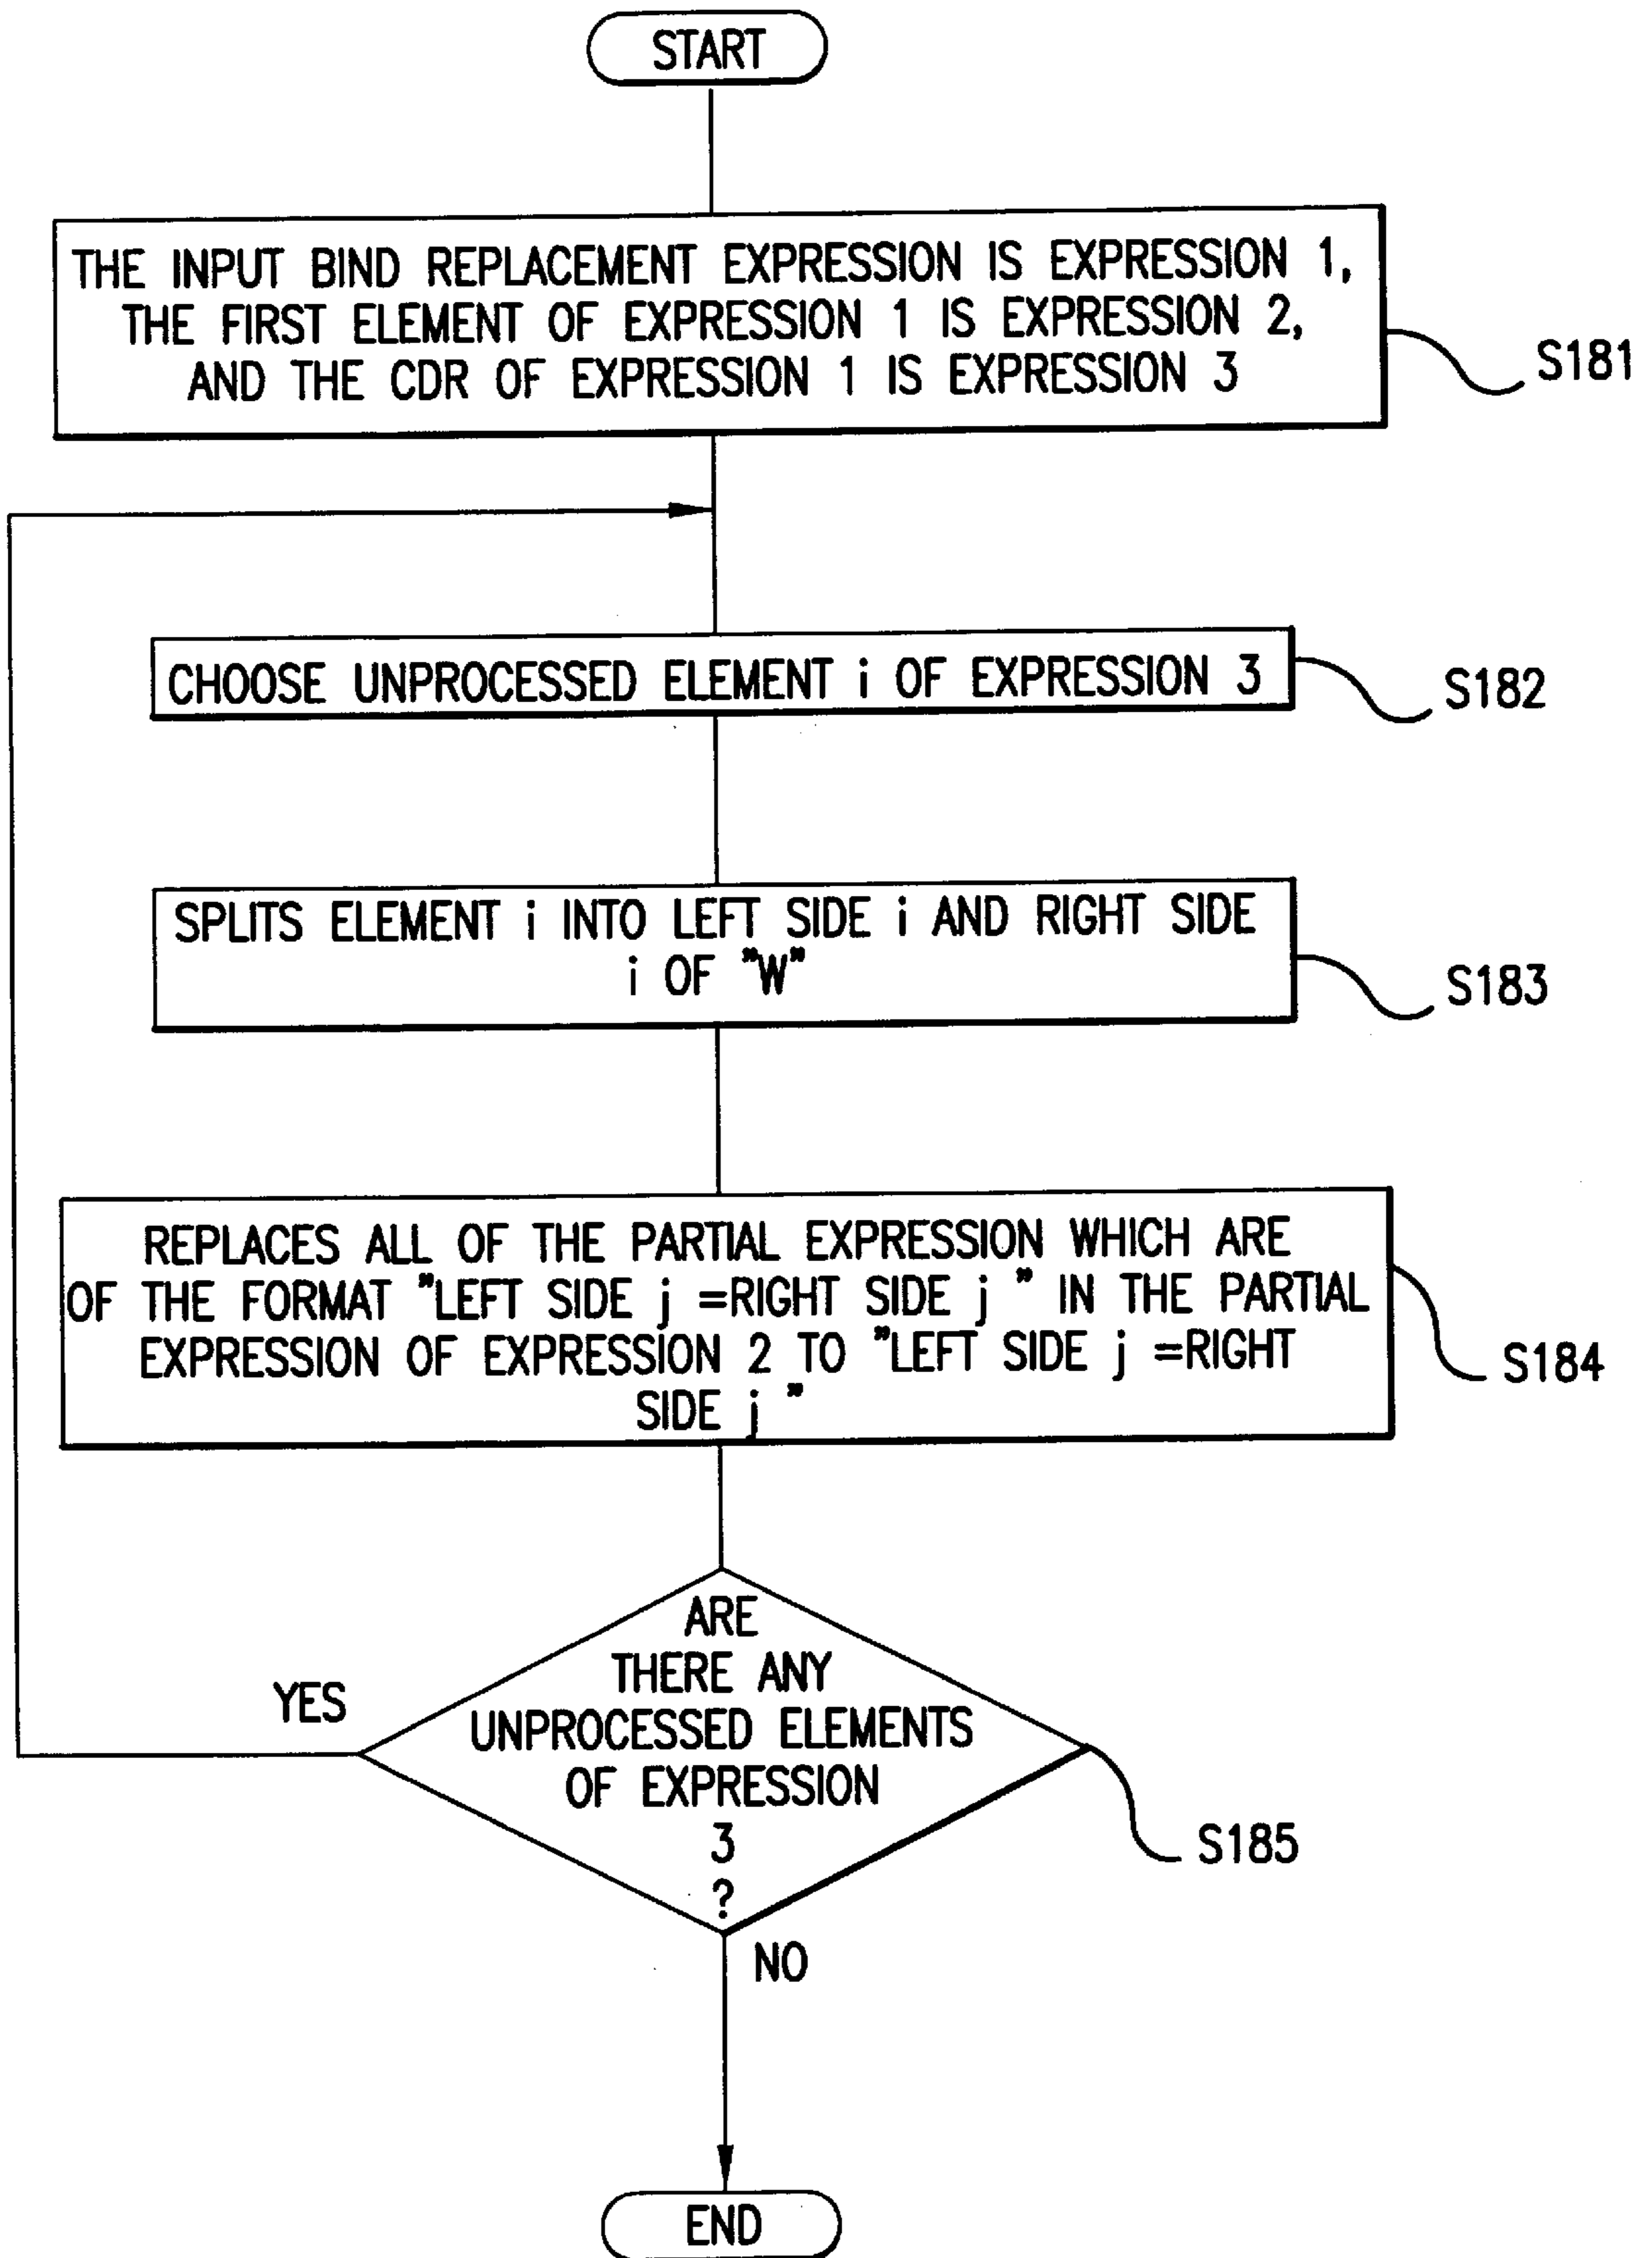 START
THE INPUT BIND REPLACEMENT EXPRESSION IS EXPRESSION 1,
THE FIRST ELEMENT OF EXPRESSION 1 IS EXPRESSION 2,
AND THE CDR OF EXPRESSION 1 IS EXPRESSION 3
S181
CHOOSE UNPROCESSED ELEMENT i OF EXPRESSION 3
S182
SPLITS ELEMENT i INTO LEFT SIDE i AND RIGHT SIDE
i OF "W"
S183
REPLACES ALL OF THE PARTIAL EXPRESSION WHICH ARE
OF THE FORMAT "LEFT SIDE j =RIGHT SIDE j " IN THE PARTIAL
EXPRESSION OF EXPRESSION 2 TO "LEFT SIDE j =RIGHT
SIDE j "
S184
ARE
THERE ANY
UNPROCESSED ELEMENTS
OF EXPRESSION
3
?
YES
S185
NO
END